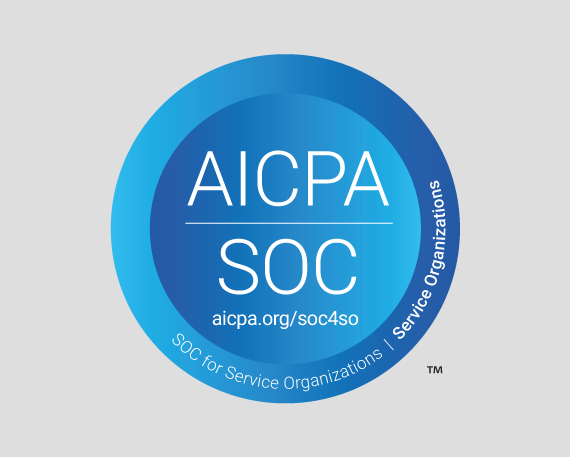 AICPA
SOC
aicpa.org/soc4so
SOC for Service Organizations | Service Organizations
TM